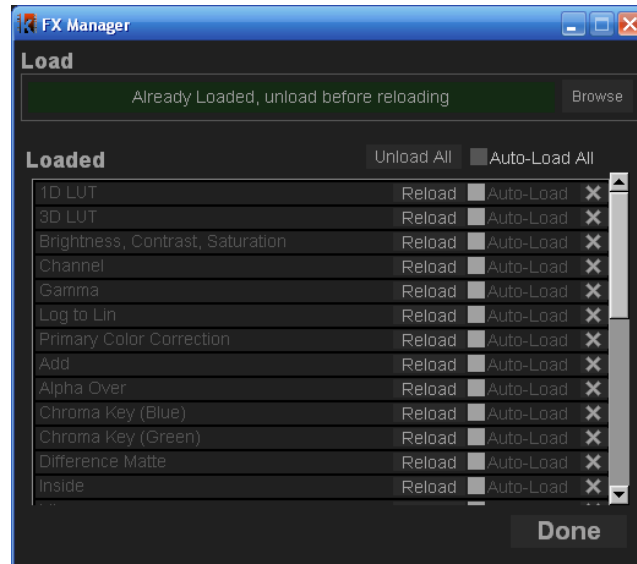 FX Manager
Load
Already Loaded, unload before reloading Browse
Loaded Unload All Auto-Load All
1D LUT Reload Auto-Load
3D LUT Reload Auto-Load
Brightness, Contrast, Saturation Reload Auto-Load
Channel Reload Auto-Load
Gamma Reload Auto-Load
Log to Lin Reload Auto-Load
Primary Color Correction Reload Auto-Load
Add Reload Auto-Load
Alpha Over Reload Auto-Load
Chroma Key (Blue) Reload Auto-Load
Chroma Key (Green) Reload Auto-Load
Difference Matte Reload Auto-Load
Inside Reload Auto-Load
Done